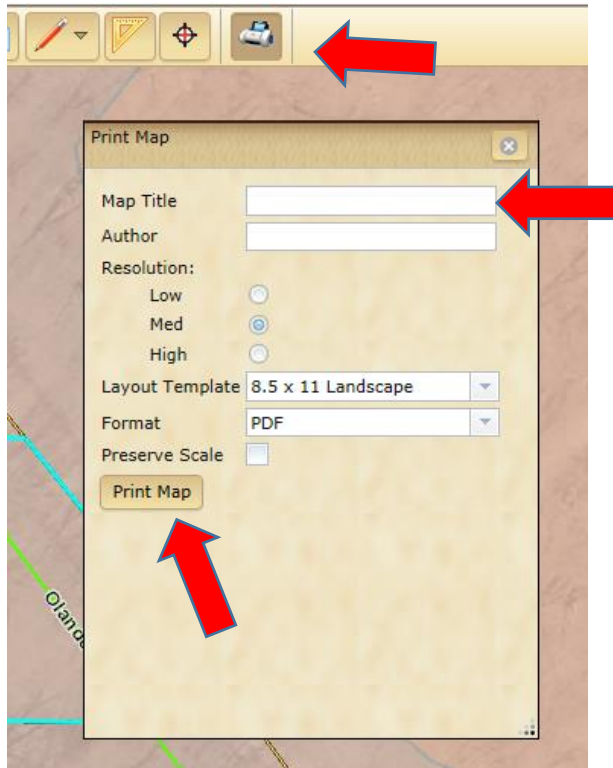 Print Map
Map Title
Author
Resolution:
Low
Med
High
Layout Template 8.5 x 11 Landscape
Format PDF
Preserve Scale
Print Map